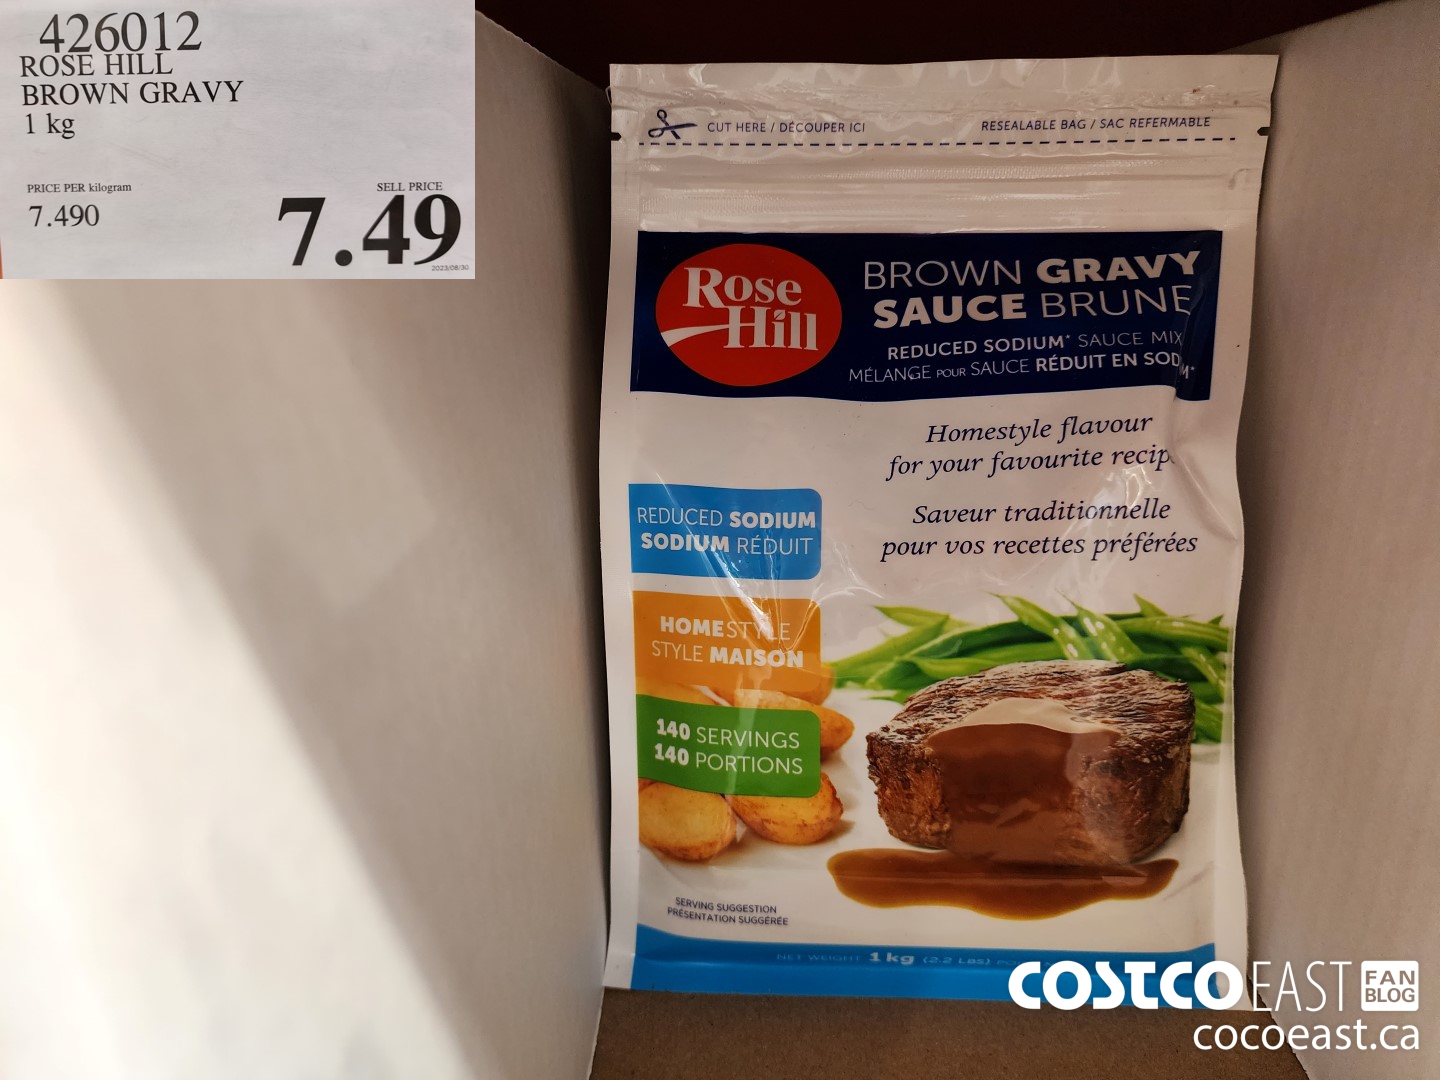 426012
ROSE HILL
BROWN GRAVY
1 kg
PRICE PER kilogram
7.490
SELL PRICE
7.49
2023/08/30
CUT HERE / DÉCOUPER ICI
RESEALABLE BAG / SAC REFERMABLE
Rose
Hill
BROWN GRAVY
SAUCE BRUNE
REDUCED SODIUM* SAUCE MIX
MÉLANGE POUR SAUCE RÉDUIT EN
Homestyle flavour
for your favourite
Saveur traditionnelle
pour vos recettes préférées
REDUCED SODIUM
SODIUM RÉDUIT
HOMESTYLE
STYLE MAISON
140 SERVINGS
140 PORTIONS
SERVING SUGGESTION
PRÉSENTATION SUGGÉRÉE
NET WEIGHT 1 kg (2.2 LBS)
COSTCO EAST FAN BLOG
cocoeast.ca